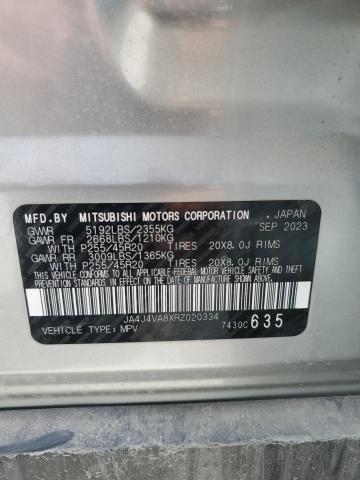 MFD.BY MITSUBISHI MOTORS CORPORATION , JAPAN
GVWR 5192LBS/2355KG SEP 2023
GAWR FR 2668LBS/1210KG
WITH P255/45R20 TIRES 20X8.0J RIMS
GAWR RR 3009LBS/1365KG
WITH P255/45R20 TIRES 20X8.0J RIMS
THIS VEHICLE CONFORMS TO ALL APPLICABLE FEDERAL MOTOR VEHICLE SAFETY AND THEFT PREVENTION STANDARDS IN EFFECT ON THE DATE OF MANUFACTURE SHOWN ABOVE.
JA4J4VA8XRZ020334
VEHICLE TYPE: MPV 7430C 635